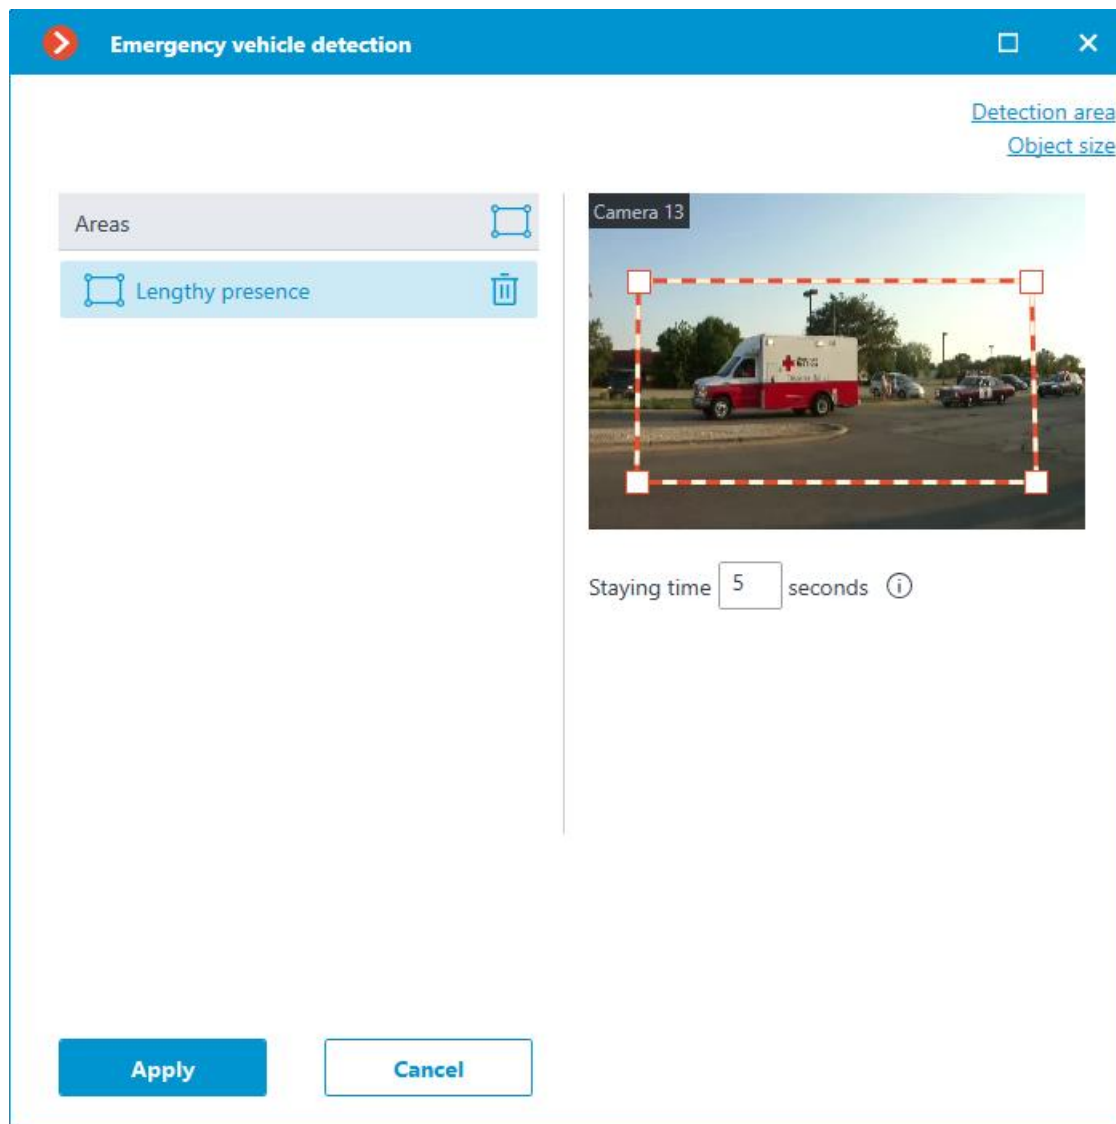 Emergency vehicle detection
Detection area
Object size
Areas
Lengthy presence
Camera 13
Staying time 5 seconds
Apply
Cancel